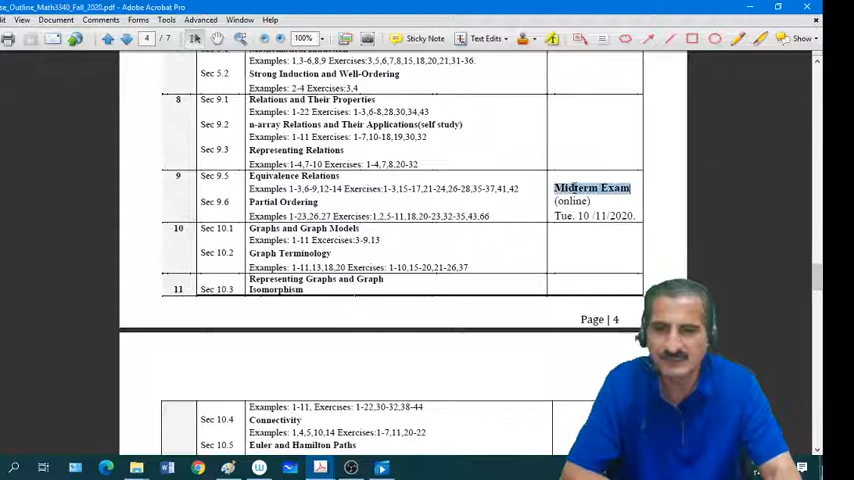 se_Outline_Math3340_Fall_2020.pdf - Adobe Acrobat Pro
View Document Comments Forms Tools Advanced Window Help
4 / 7
100%
Sticky Note
Text Edits
Show
Examples: 1,3-6,8,9 Exercises:3,5,6,7,8,15,18,20,21,31-36.
Sec 5.2 Strong Induction and Well-Ordering
Examples: 2-4 Exercises:3,4
8 Sec 9.1 Relations and Their Properties
Examples: 1-22 Exercises: 1-3,6-8,28,30,34,43
Sec 9.2 n-array Relations and Their Applications(self study)
Examples: 1-11 Exercises: 1-7,10-18,19,30,32
Sec 9.3 Representing Relations
Examples:1-4,7-10 Exercises: 1-4,7,8,20-32
9 Sec 9.5 Equivalence Relations
Examples 1-3,6-9,12-14 Exercises:1-3,15-17,21-24,26-28,35-37,41,42
Midterm Exam
Sec 9.6 Partial Ordering
(online)
Examples 1-23,26,27 Exercises:1,2,5-11,18,20-23,32-35,43,66
Tue. 10 /11/2020.
10 Sec 10.1 Graphs and Graph Models
Examples: 1-11 Excercises:3-9,13
Sec 10.2 Graph Terminology
Examples: 1-11,13,18,20 Exercises: 1-10,15-20,21-26,37
Representing Graphs and Graph
11 Sec 10.3 Isomorphism
Page | 4
Examples: 1-11, Exercises: 1-22,30-32,38-44
Sec 10.4 Connectivity
Examples: 1,4,5,10,14 Exercises:1-7,11,20-22
Sec 10.5 Euler and Hamilton Paths